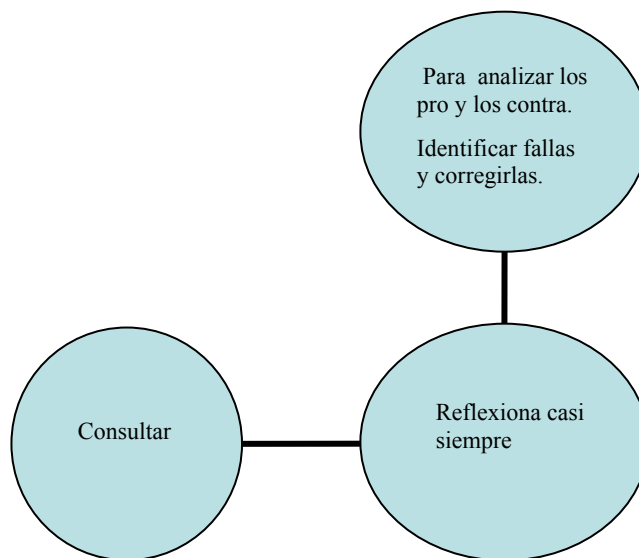 Para analizar los
pro y los contra.
Identificar fallas
y corregirlas.
Consultar
Reflexiona casi
siempre